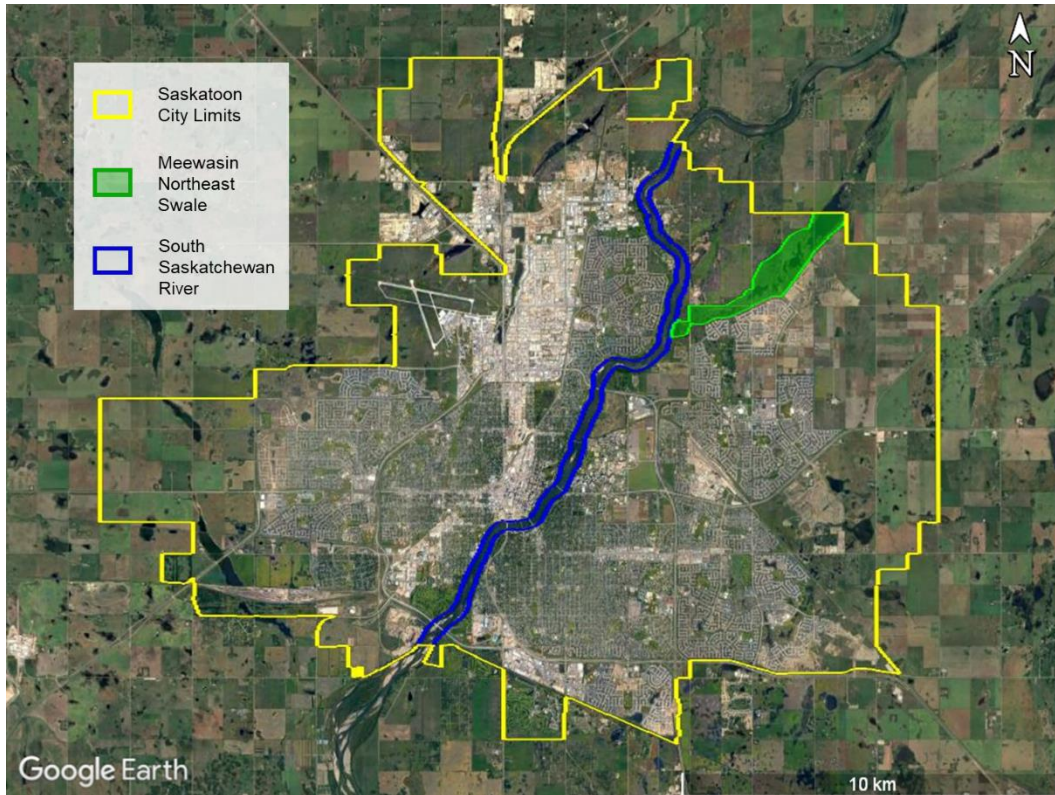 N
Saskatoon
City Limits
Meewasin
Northeast
Swale
South
Saskatchewan
River
Google Earth
10 km